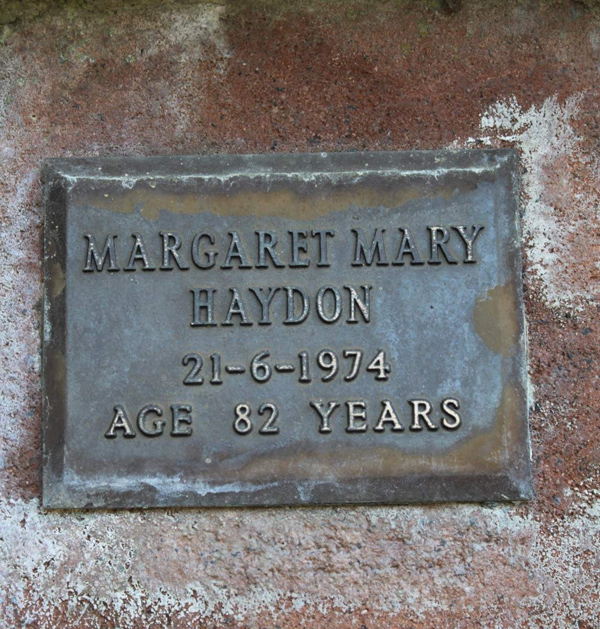 MARGARET MARY
HAYDON
21-6-1974
AGE 82 YEARS